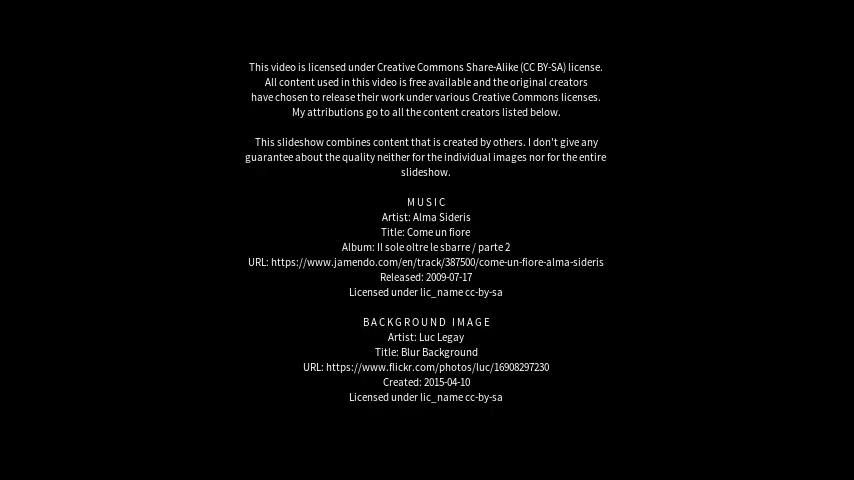 This video is licensed under Creative Commons Share-Alike (CC BY-SA) license.
All content used in this video is free available and the original creators
have chosen to release their work under various Creative Commons licenses.
My attributions go to all the content creators listed below.
This slideshow combines content that is created by others. I don't give any
guarantee about the quality neither for the individual images nor for the entire
slideshow.
MUSIC
Artist: Alma Sideris
Title: Come un fiore
Album: Il sole oltre le sbarre / parte 2
URL: https://www.jamendo.com/en/track/387500/come-un-fiore-alma-sideris
Released: 2009-07-17
Licensed under lic_name cc-by-sa
BACKGROUND IMAGE
Artist: Luc Legay
Title: Blur Background
URL: https://www.flickr.com/photos/luc/16908297230
Created: 2015-04-10
Licensed under lic_name cc-by-sa